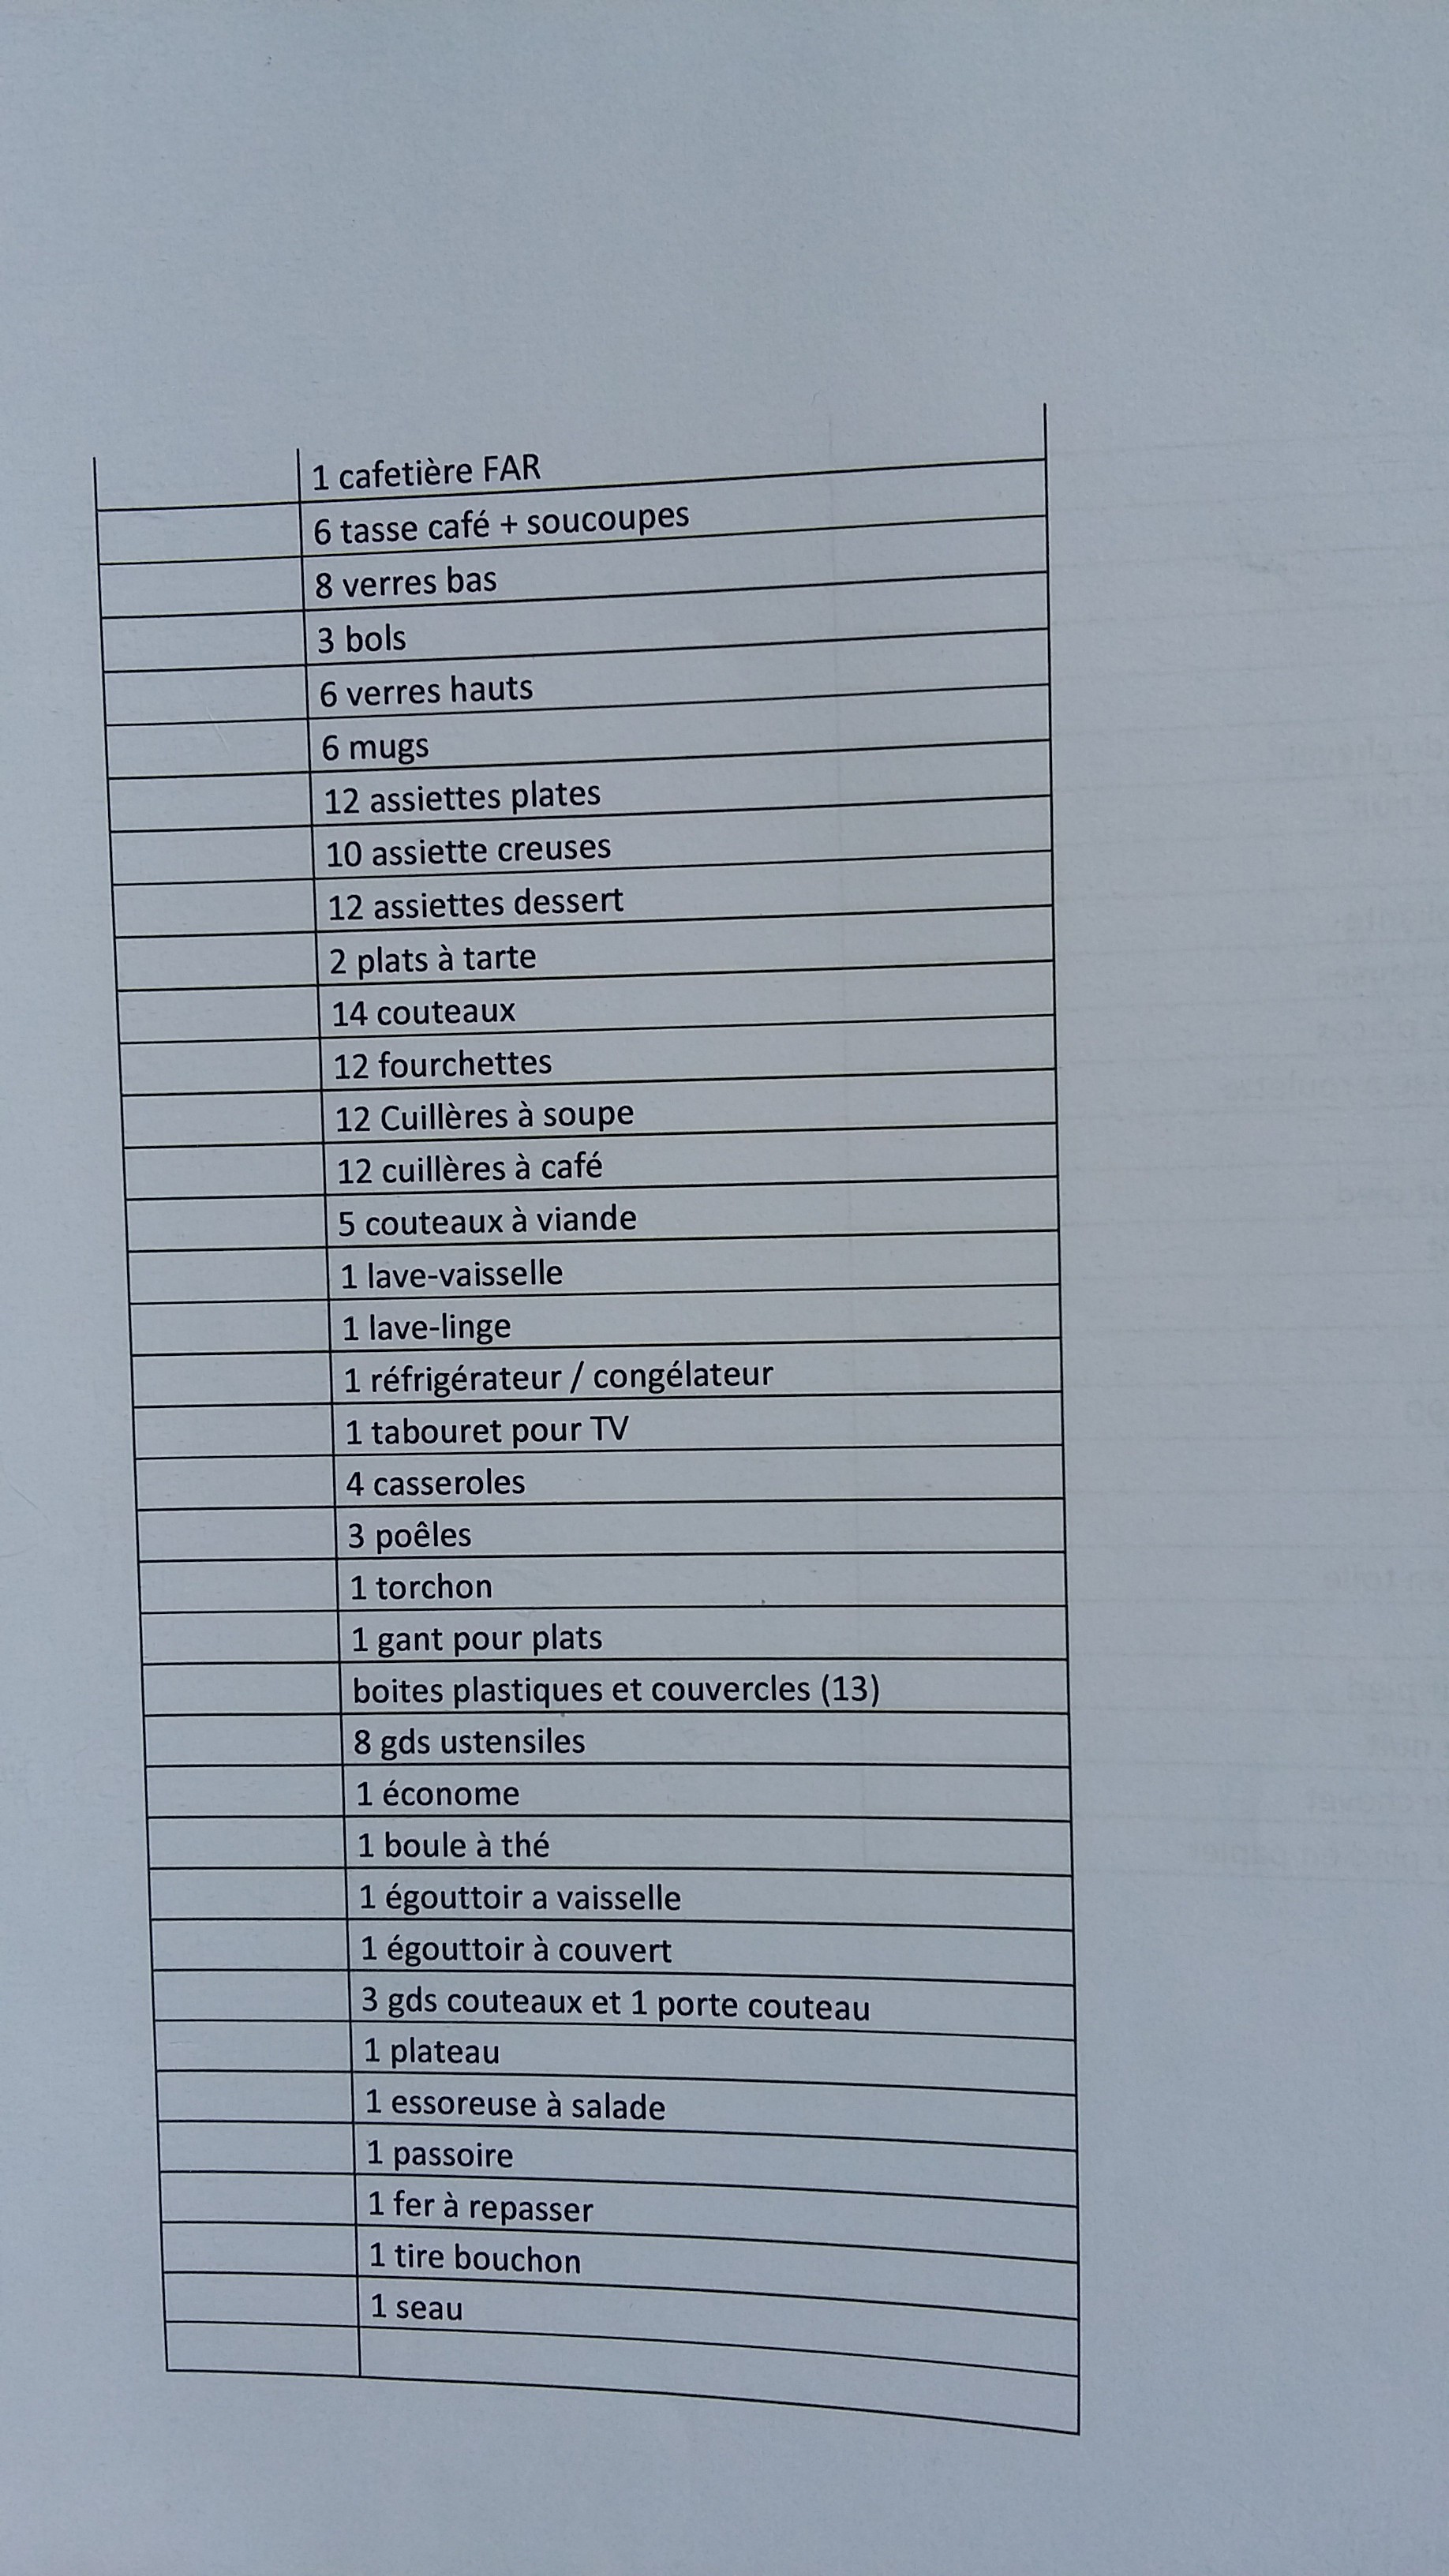 1 cafetière FAR
6 tasse café + soucoupes
8 verres bas
3 bols
6 verres hauts
6 mugs
12 assiettes plates
10 assiette creuses
12 assiettes dessert
2 plats à tarte
14 couteaux
12 fourchettes
12 Cuillères à soupe
12 cuillères à café
5 couteaux à viande
1 lave-vaisselle
1 lave-linge
1 réfrigérateur / congélateur
1 tabouret pour TV
4 casseroles
3 poêles
1 torchon
1 gant pour plats
boites plastiques et couvercles (13)
8 gds ustensiles
1 économe
1 boule à thé
1 égouttoir a vaisselle
1 égouttoir à couvert
3 gds couteaux et 1 porte couteau
1 plateau
1 essoreuse à salade
1 passoire
1 fer à repasser
1 tire bouchon
1 seau